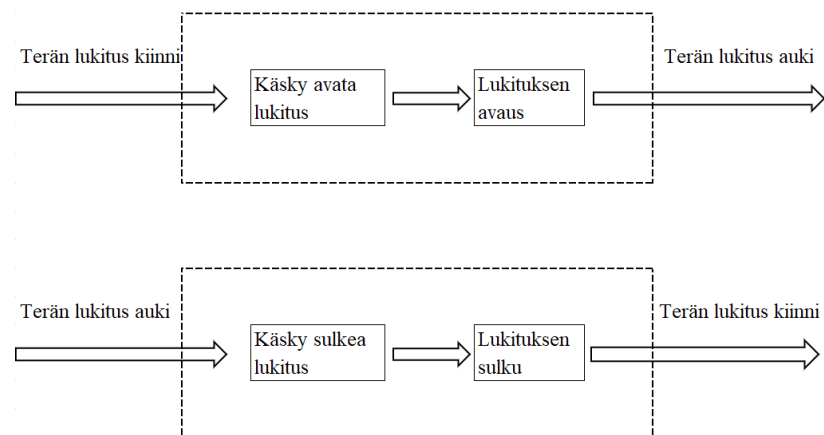 Terän lukitus kiinni
Terän lukitus auki
Käsky avata
lukitus
Lukituksen
avaus
Terän lukitus auki
Terän lukitus kiinni
Käsky sulkea
lukitus
Lukituksen
sulku